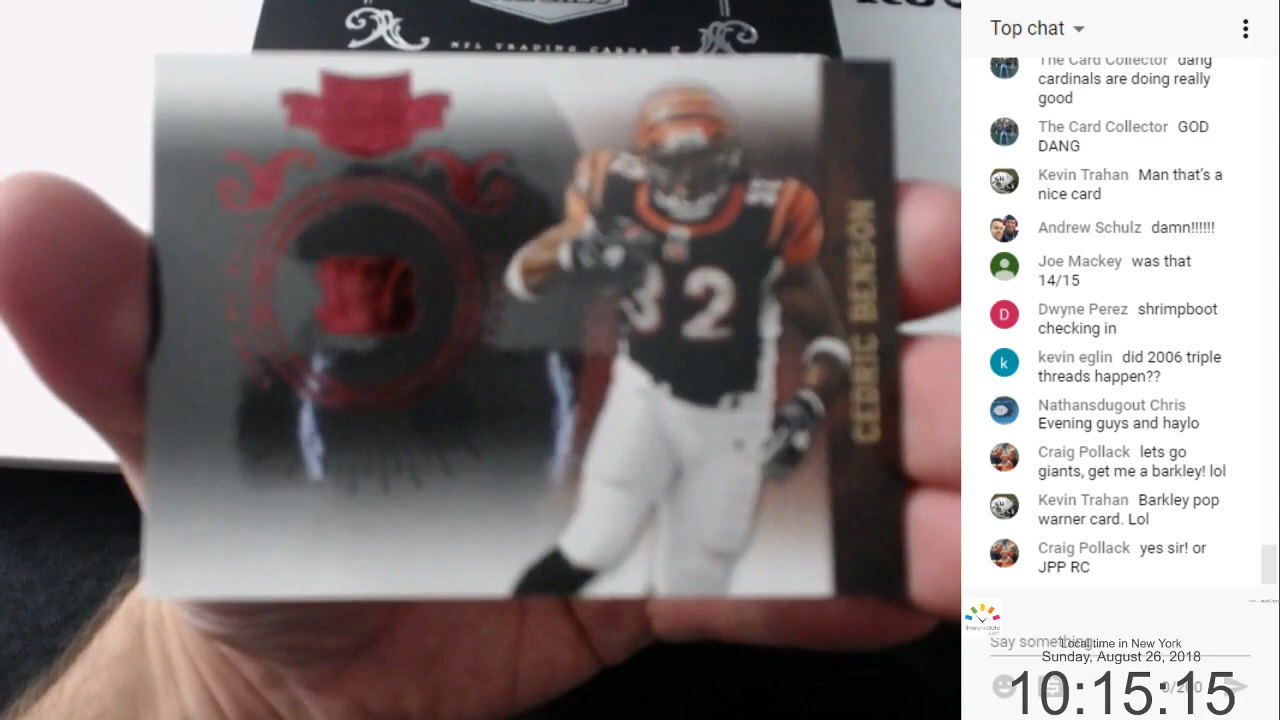 NFL TRADING CARDS
CEDRIC BENSON
32
Top chat
The Card Collector dang
cardinals are doing really
good
The Card Collector GOD
DANG
Kevin Trahan Man that's a
nice card
Andrew Schulz damn!!!!!!
Joe Mackey was that
14/15
Dwyne Perez shrimpboot
checking in
kevin eglin did 2006 triple
threads happen??
Nathansdugout Chris
Evening guys and haylo
Craig Pollack lets go
giants, get me a barkley! lol
Kevin Trahan Barkley pop
warner card. Lol
Craig Pollack yes sir! or
JPP RC
Say something...
Local time in New York
Sunday, August 26, 2018
0/200
10:15:15